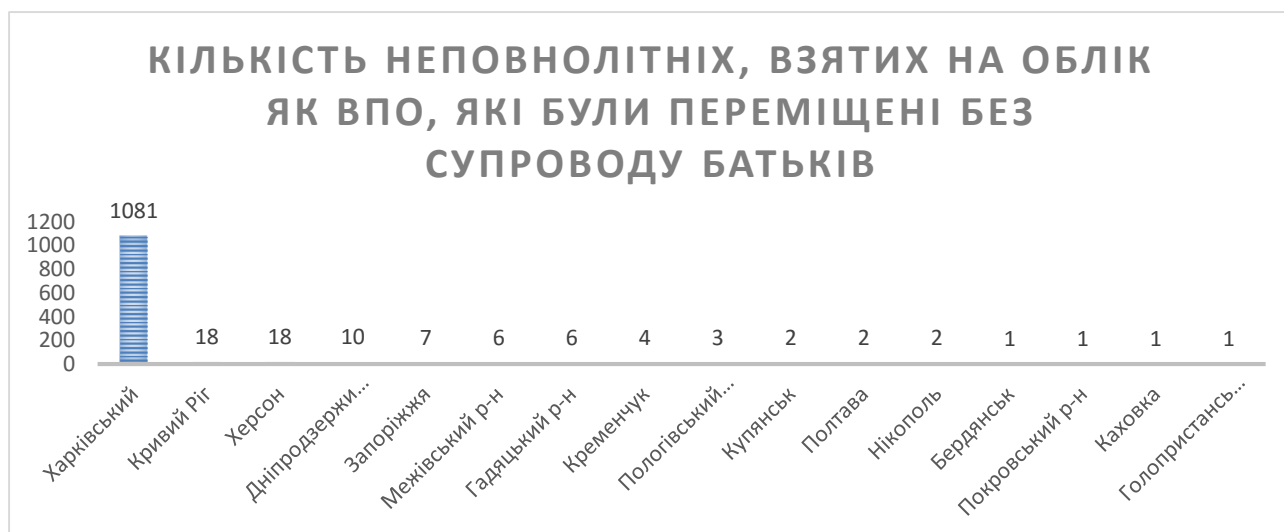 КІЛЬКІСТЬ НЕПОВНОЛІТНІХ, ВЗЯТИХ НА ОБЛІК
ЯК ВПО, ЯКІ БУЛИ ПЕРЕМІЩЕНІ БЕЗ
СУПРОВОДУ БАТЬКІВ
1200
1000
800
600
400
200
0
1081
18
18
10
7
6
6
4
3
2
2
2
1
1
1
1
Харківський
Кривий Ріг
Херсон
Дніпродзержи…
Запоріжжя
Межівський р-н
Гадяцький р-н
Кременчук
Пологівський…
Купянськ
Полтава
Нікополь
Бердянськ
Покровський р-н
Каховка
Голопристансь…